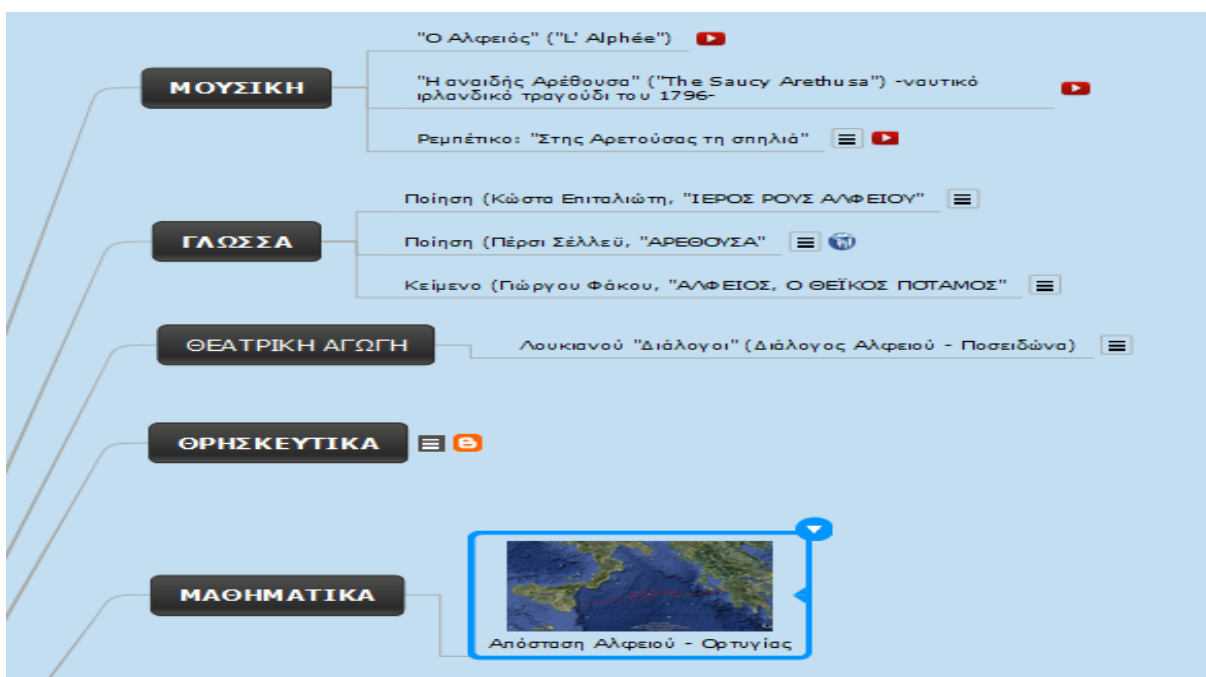 "Ο Αλφειός" ("L' Alphée")
ΜΟΥΣΙΚΗ
"Η αναιδής Αρέθουσα" ("The Saucy Arethusa") -ναυτικό
ιρλανδικό τραγούδι του 1796-
Ρεμπέτικο: "Στης Αρετούσας τη σπηλιά"
Ποίηση (Κώστα Επιταλιώτη, "ΙΕΡΟΣ ΡΟΥΣ ΑΛΦΕΙΟΥ"
ΓΛΩΣΣΑ
Ποίηση (Πέρσι Σέλλεϋ, "ΑΡΕΘΟΥΣΑ"
Κείμενο (Γιώργου Φάκου, "ΑΛΦΕΙΟΣ, Ο ΘΕΪΚΟΣ ΠΟΤΑΜΟΣ"
ΘΕΑΤΡΙΚΗ ΑΓΩΓΗ
Λουκιανού "Διάλογοι" (Διάλογος Αλφειού - Ποσειδώνα)
ΘΡΗΣΚΕΥΤΙΚΑ
ΜΑΘΗΜΑΤΙΚΑ
Απόσταση Αλφειού - Ορτυγίας